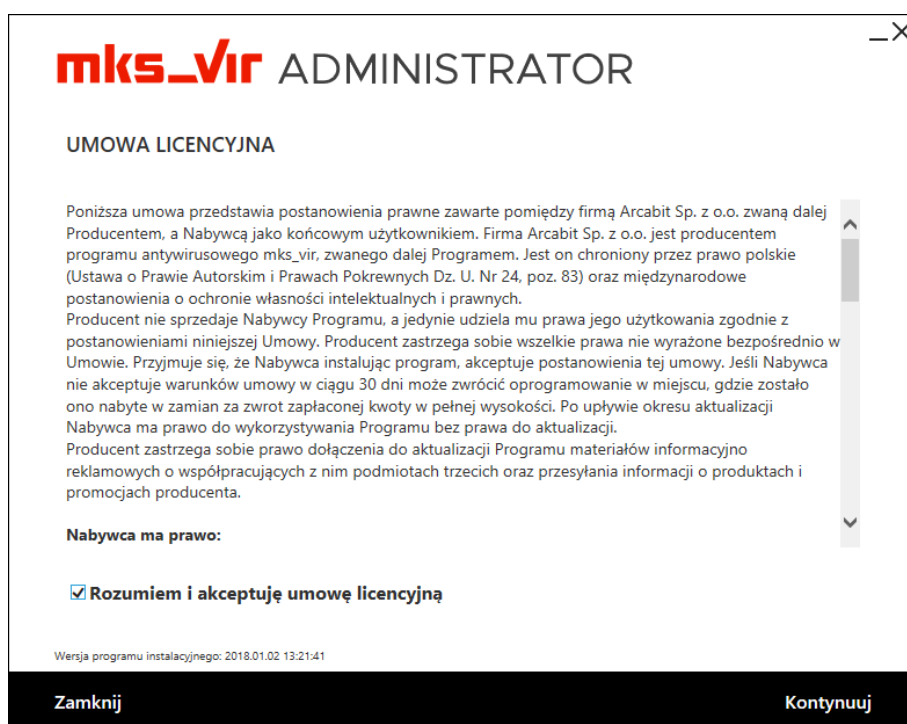 mks_vir ADMINISTRATOR
UMOWA LICENCYJNA
Poniższa umowa przedstawia postanowienia prawne zawarte pomiędzy firmą Arcabit Sp. z o.o. zwaną dalej
Producentem, a Nabywcą jako końcowym użytkownikiem. Firma Arcabit Sp. z o.o. jest producentem
programu antywirusowego mks_vir, zwanego dalej Programem. Jest on chroniony przez prawo polskie
(Ustawa o Prawie Autorskim i Prawach Pokrewnych Dz. U. Nr 24, poz. 83) oraz międzynarodowe
postanowienia o ochronie własności intelektualnych i prawnych.
Producent nie sprzedaje Nabywcy Programu, a jedynie udziela mu prawa jego użytkowania zgodnie z
postanowieniami niniejszej Umowy. Producent zastrzega sobie wszelkie prawa nie wyrażone bezpośrednio w
Umowie. Przyjmuje się, że Nabywca instalując program, akceptuje postanowienia tej umowy. Jeśli Nabywca
nie akceptuje warunków umowy w ciągu 30 dni może zwrócić oprogramowanie w miejscu, gdzie zostało
ono nabyte w zamian za zwrot zapłaconej kwoty w pełnej wysokości. Po upływie okresu aktualizacji
Nabywca ma prawo do wykorzystywania Programu bez prawa do aktualizacji.
Producent zastrzega sobie prawo dołączenia do aktualizacji Programu materiałów informacyjno
reklamowych o współpracujących z nim podmiotach trzecich oraz przesyłania informacji o produktach i
promocjach producenta.
Nabywca ma prawo:
Rozumiem i akceptuję umowę licencyjną
Wersja programu instalacyjnego: 2018.01.02 13:21:41
Zamknij
Kontynuuj